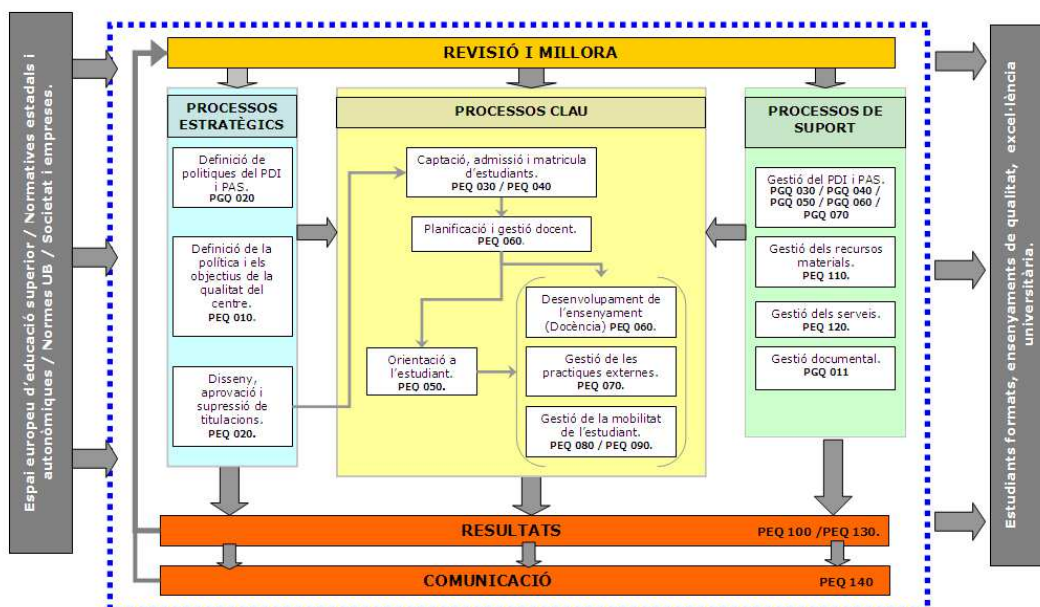 Espai europeu d'educació superior / Normatives estadals i
autonòmiques / Normes UB / Societat i empreses.
REVISIÓ I MILLORA
PROCESSOS
ESTRATÈGICS
Definició de
politiques del PDI
i PAS.
PGQ 020
Definició de la
política i els
objectius de la
qualitat del
centre.
PEQ 010.
Disseny,
aprovació i
supressió de
titulacions.
PEQ 020.
PROCESSOS CLAU
Captació, admissió i matricula
d'estudiants.
PEQ 030 / PEQ 040
Planificació i gestió docent.
PEQ 060.
Desenvolupament de
l'ensenyament
(Docència) PEQ 060.
Orientació a
l'estudiant.
PEQ 050.
Gestió de les
practiques externes.
PEQ 070.
Gestió de la mobilitat
de l'estudiant.
PEQ 080 / PEQ 090.
PROCESSOS DE
SUPORT
Gestió del PDI i PAS.
PGQ 030 / PGQ 040 /
PGQ 050 / PGQ 060 /
PGQ 070
Gestió dels recursos
materials.
PEQ 110.
Gestió dels serveis.
PEQ 120.
Gestió documental.
PGQ 011
RESULTATS
PEQ 100 /PEQ 130.
COMUNICACIÓ
PEQ 140
Estudiants formats, ensenyaments de qualitat, excel·lència
universitària.